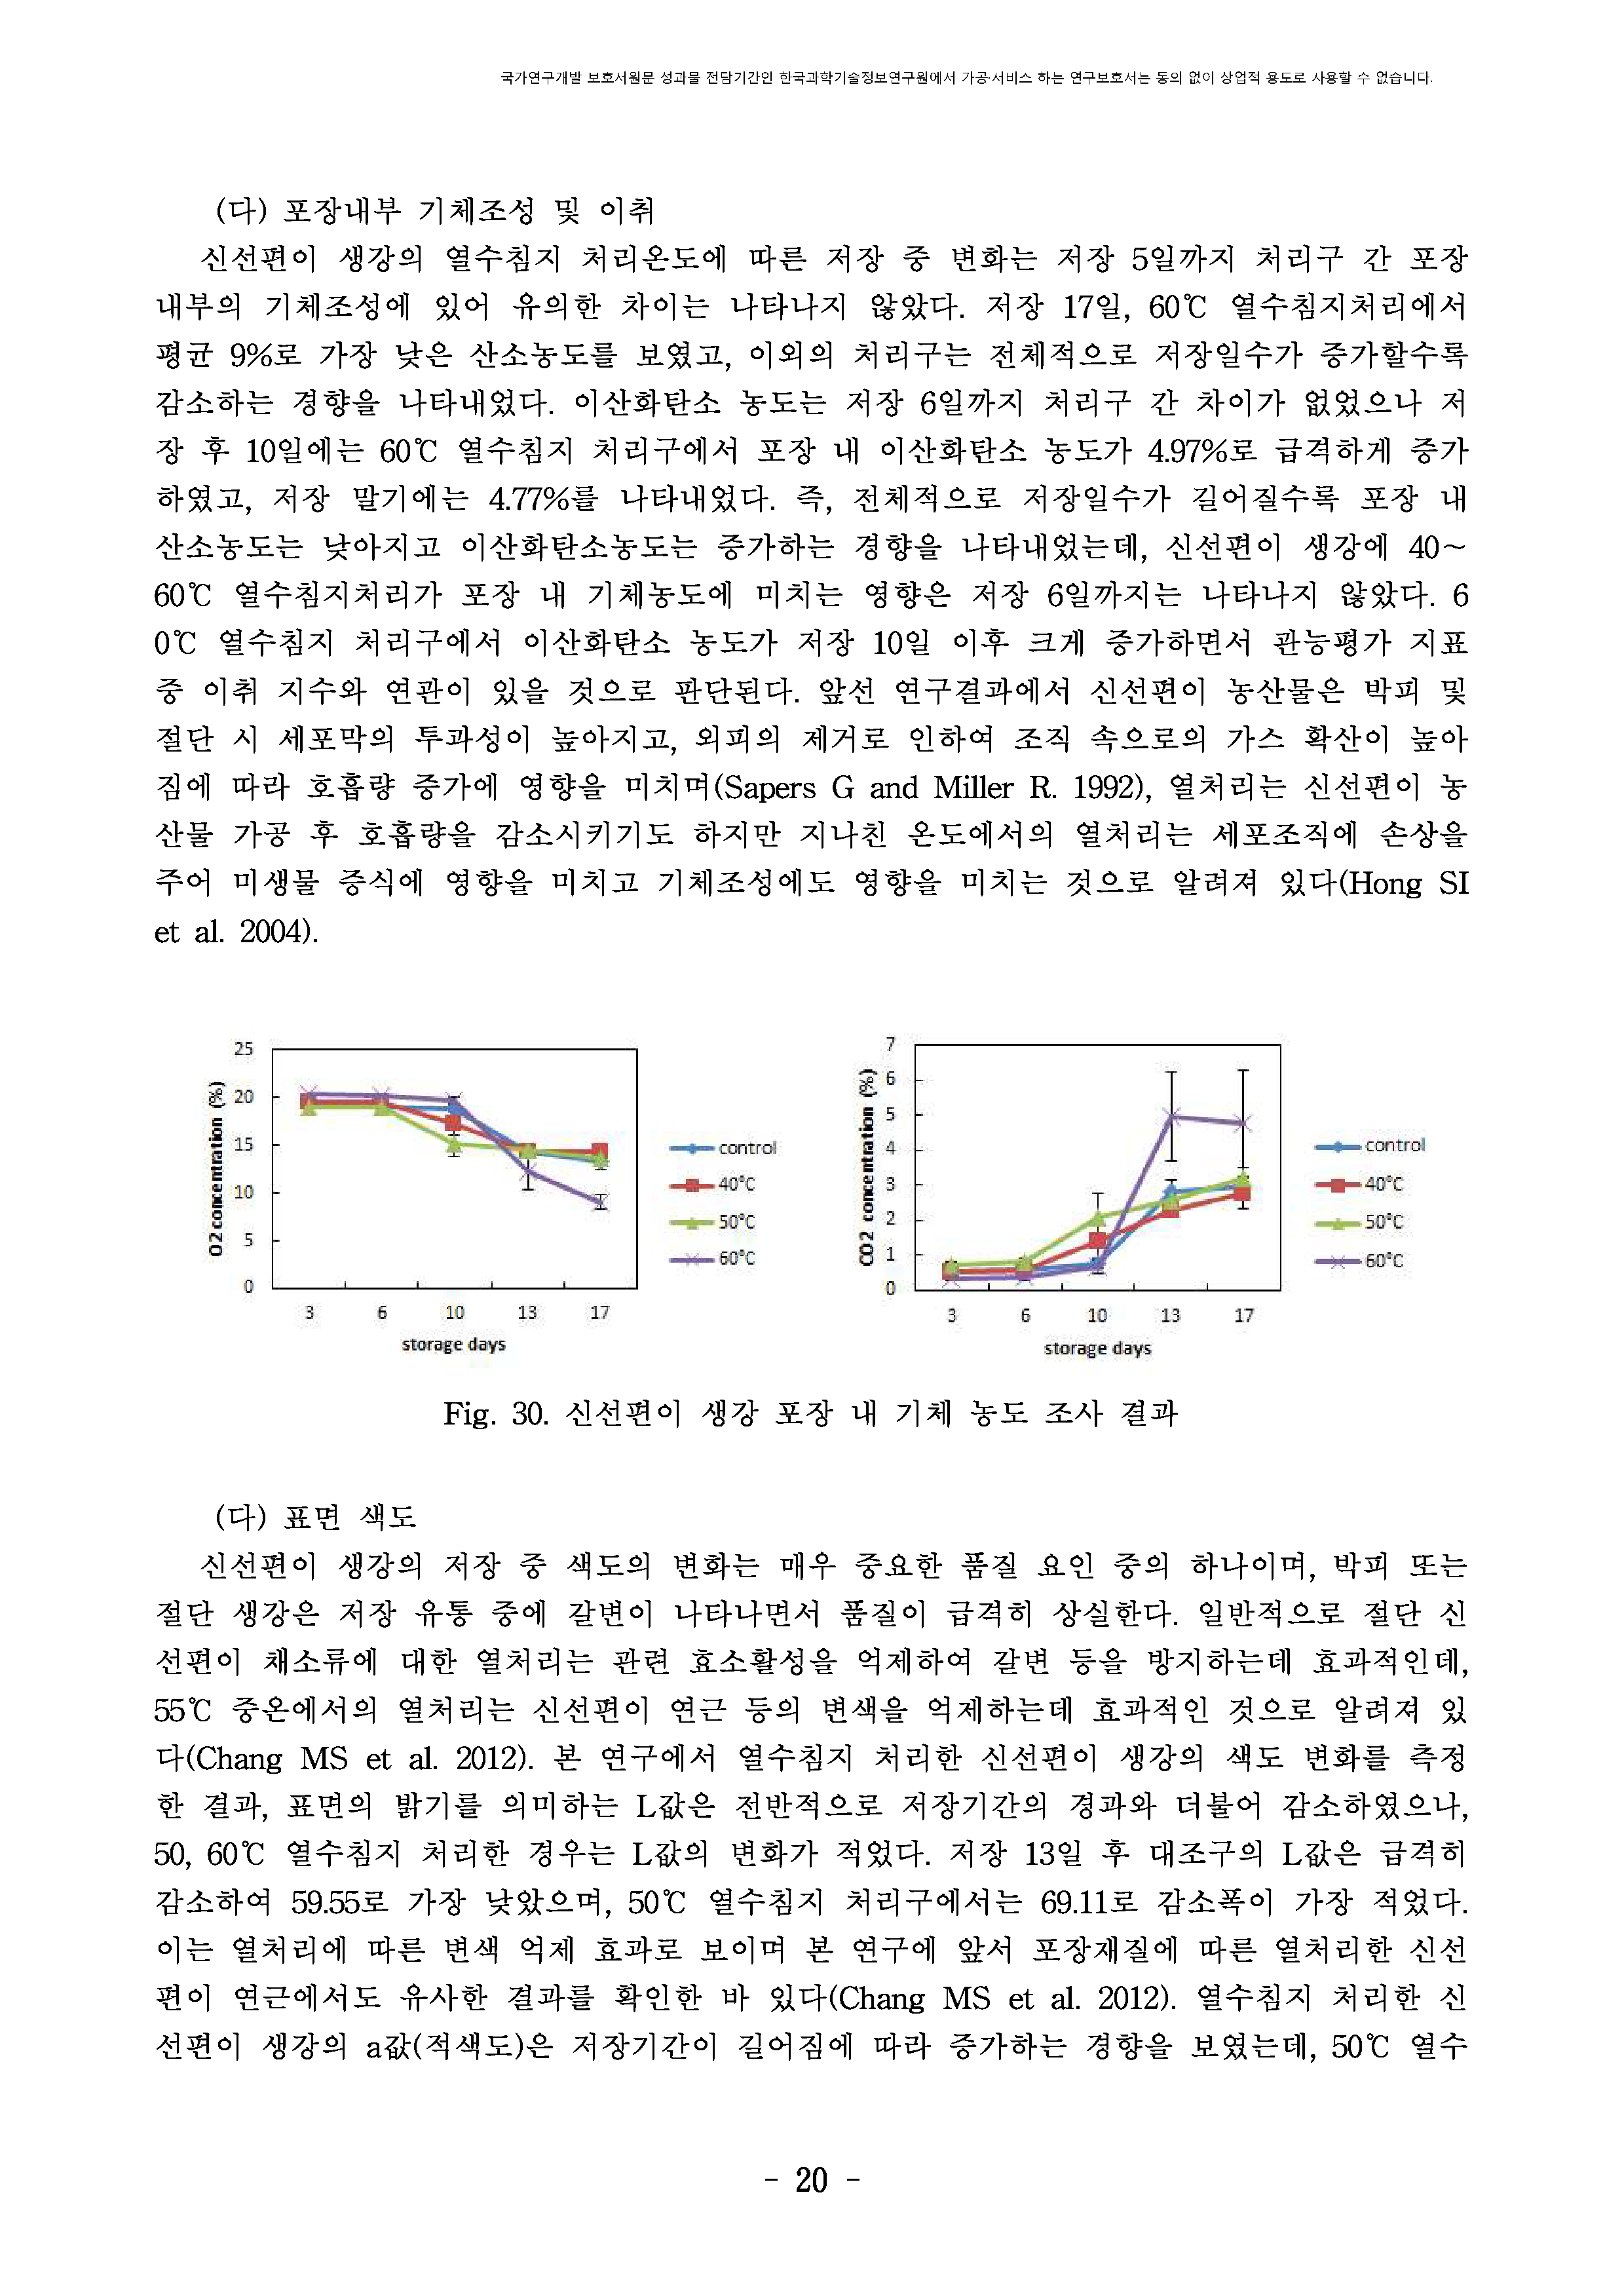 국가연구개발 보호서원문 성과물 전담기간인 한국과학기술정보연구원에서 가공·서비스 하는 연구보호서는 동의 없이 상업적 용도로 사용할 수 없습니다.
(다) 포장내부 기체조성 및 이취
신선편이 생강의 열수침지 처리온도에 따른 저장 중 변화는 저장 5일까지 처리구 간 포장
내부의 기체조성에 있어 유의한 차이는 나타나지 않았다. 저장 17일, 60℃ 열수침지처리에서
평균 9%로 가장 낮은 산소농도를 보였고, 이외의 처리구는 전체적으로 저장일수가 증가할수록
감소하는 경향을 나타내었다. 이산화탄소 농도는 저장 6일까지 처리구 간 차이가 없었으나 저
장 후 10일에는 60℃ 열수침지 처리구에서 포장 내 이산화탄소 농도가 4.97%로 급격하게 증가
하였고, 저장 말기에는 4.77%를 나타내었다. 즉, 전체적으로 저장일수가 길어질수록 포장 내
산소농도는 낮아지고 이산화탄소농도는 증가하는 경향을 나타내었는데, 신선편이 생강에 40~
60℃ 열수침지처리가 포장 내 기체농도에 미치는 영향은 저장 6일까지는 나타나지 않았다. 6
0℃ 열수침지 처리구에서 이산화탄소 농도가 저장 10일 이후 크게 증가하면서 관능평가 지표
중 이취 지수와 연관이 있을 것으로 판단된다. 앞선 연구결과에서 신선편이 농산물은 박피 및
절단 시 세포막의 투과성이 높아지고, 외피의 제거로 인하여 조직 속으로의 가스 확산이 높아
짐에 따라 호흡량 증가에 영향을 미치며(Sapers G and Miller R. 1992), 열처리는 신선편이 농
산물 가공 후 호흡량을 감소시키기도 하지만 지나친 온도에서의 열처리는 세포조직에 손상을
주어 미생물 증식에 영향을 미치고 기체조성에도 영향을 미치는 것으로 알려져 있다(Hong SI
et al. 2004).
25
20
15
10
5
0
O2 concentration (%)
3 6 10 13 17
storage days
control
40℃
50℃
60℃
7
6
5
4
3
2
1
0
CO2 concentration (%)
3 6 10 13 17
storage days
control
40℃
50℃
60℃
Fig. 30. 신선편이 생강 포장 내 기체 농도 조사 결과
(다) 표면 색도
신선편이 생강의 저장 중 색도의 변화는 매우 중요한 품질 요인 중의 하나이며, 박피 또는
절단 생강은 저장 유통 중에 갈변이 나타나면서 품질이 급격히 상실한다. 일반적으로 절단 신
선편이 채소류에 대한 열처리는 관련 효소활성을 억제하여 갈변 등을 방지하는데 효과적인데,
55℃ 중온에서의 열처리는 신선편이 연근 등의 변색을 억제하는데 효과적인 것으로 알려져 있
다(Chang MS et al. 2012). 본 연구에서 열수침지 처리한 신선편이 생강의 색도 변화를 측정
한 결과, 표면의 밝기를 의미하는 L값은 전반적으로 저장기간의 경과와 더불어 감소하였으나,
50, 60℃ 열수침지 처리한 경우는 L값의 변화가 적었다. 저장 13일 후 대조구의 L값은 급격히
감소하여 59.55로 가장 낮았으며, 50℃ 열수침지 처리구에서는 69.11로 감소폭이 가장 적었다.
이는 열처리에 따른 변색 억제 효과로 보이며 본 연구에 앞서 포장재질에 따른 열처리한 신선
편이 연근에서도 유사한 결과를 확인한 바 있다(Chang MS et al. 2012). 열수침지 처리한 신
선편이 생강의 a값(적색도)은 저장기간이 길어짐에 따라 증가하는 경향을 보였는데, 50℃ 열수
- 20 -